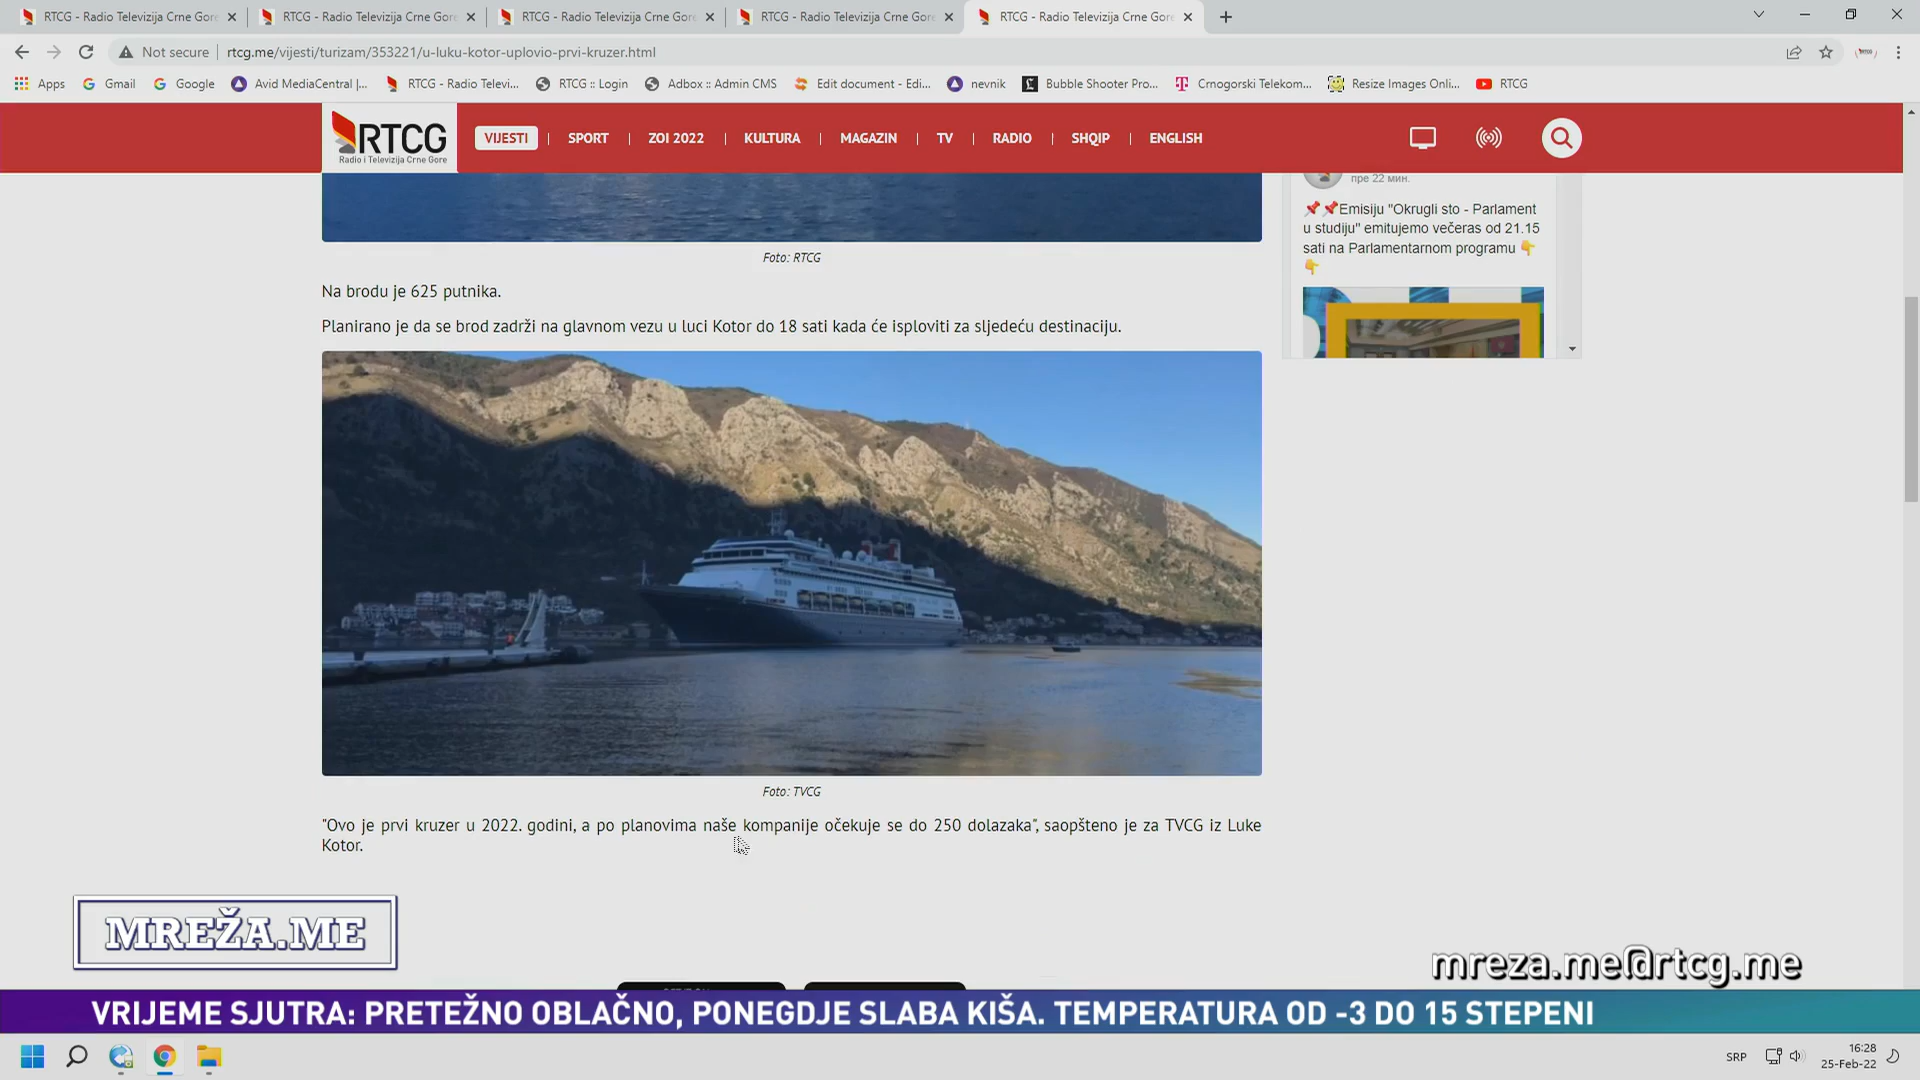 RTCG - Radio Televizija Crne Gore
RTCG - Radio Televizija Crne Gore
RTCG - Radio Televizija Crne Gore
RTCG - Radio Televizija Crne Gore
RTCG - Radio Televizija Crne Gore
Not secure
rtcg.me/vijesti/turizam/353221/u-luku-kotor-uplovio-prvi-kruzer.html
Apps
Gmail
Google
Avid MediaCentral |...
RTCG - Radio Televi...
RTCG :: Login
Adbox :: Admin CMS
Edit document - Edi...
nevnik
Bubble Shooter Pro...
Crnogorski Telekom...
Resize Images Onli...
RTCG
RTCG
Radio i Televizija Crne Gore
VIJESTI
SPORT
ZOI 2022
KULTURA
MAGAZIN
TV
RADIO
SHQIP
ENGLISH
пре 22 мин.
📌📌Emisiju "Okrugli sto - Parlament
u studiju" emitujemo večeras od 21.15
sati na Parlamentarnom programu 👇
👇
Foto: RTCG
Na brodu je 625 putnika.
Planirano je da se brod zadrži na glavnom vezu u luci Kotor do 18 sati kada će isploviti za sljedeću destinaciju.
Foto: TVCG
"Ovo je prvi kruzer u 2022. godini, a po planovima naše kompanije očekuje se do 250 dolazaka", saopšteno je za TVCG iz Luke
Kotor.
MREŽA.ME
mreza.me@rtcg.me
VRIJEME SJUTRA: PRETEŽNO OBLAČNO, PONEGDJE SLABA KIŠA. TEMPERATURA OD -3 DO 15 STEPENI
SRP
16:28
25-Feb-22